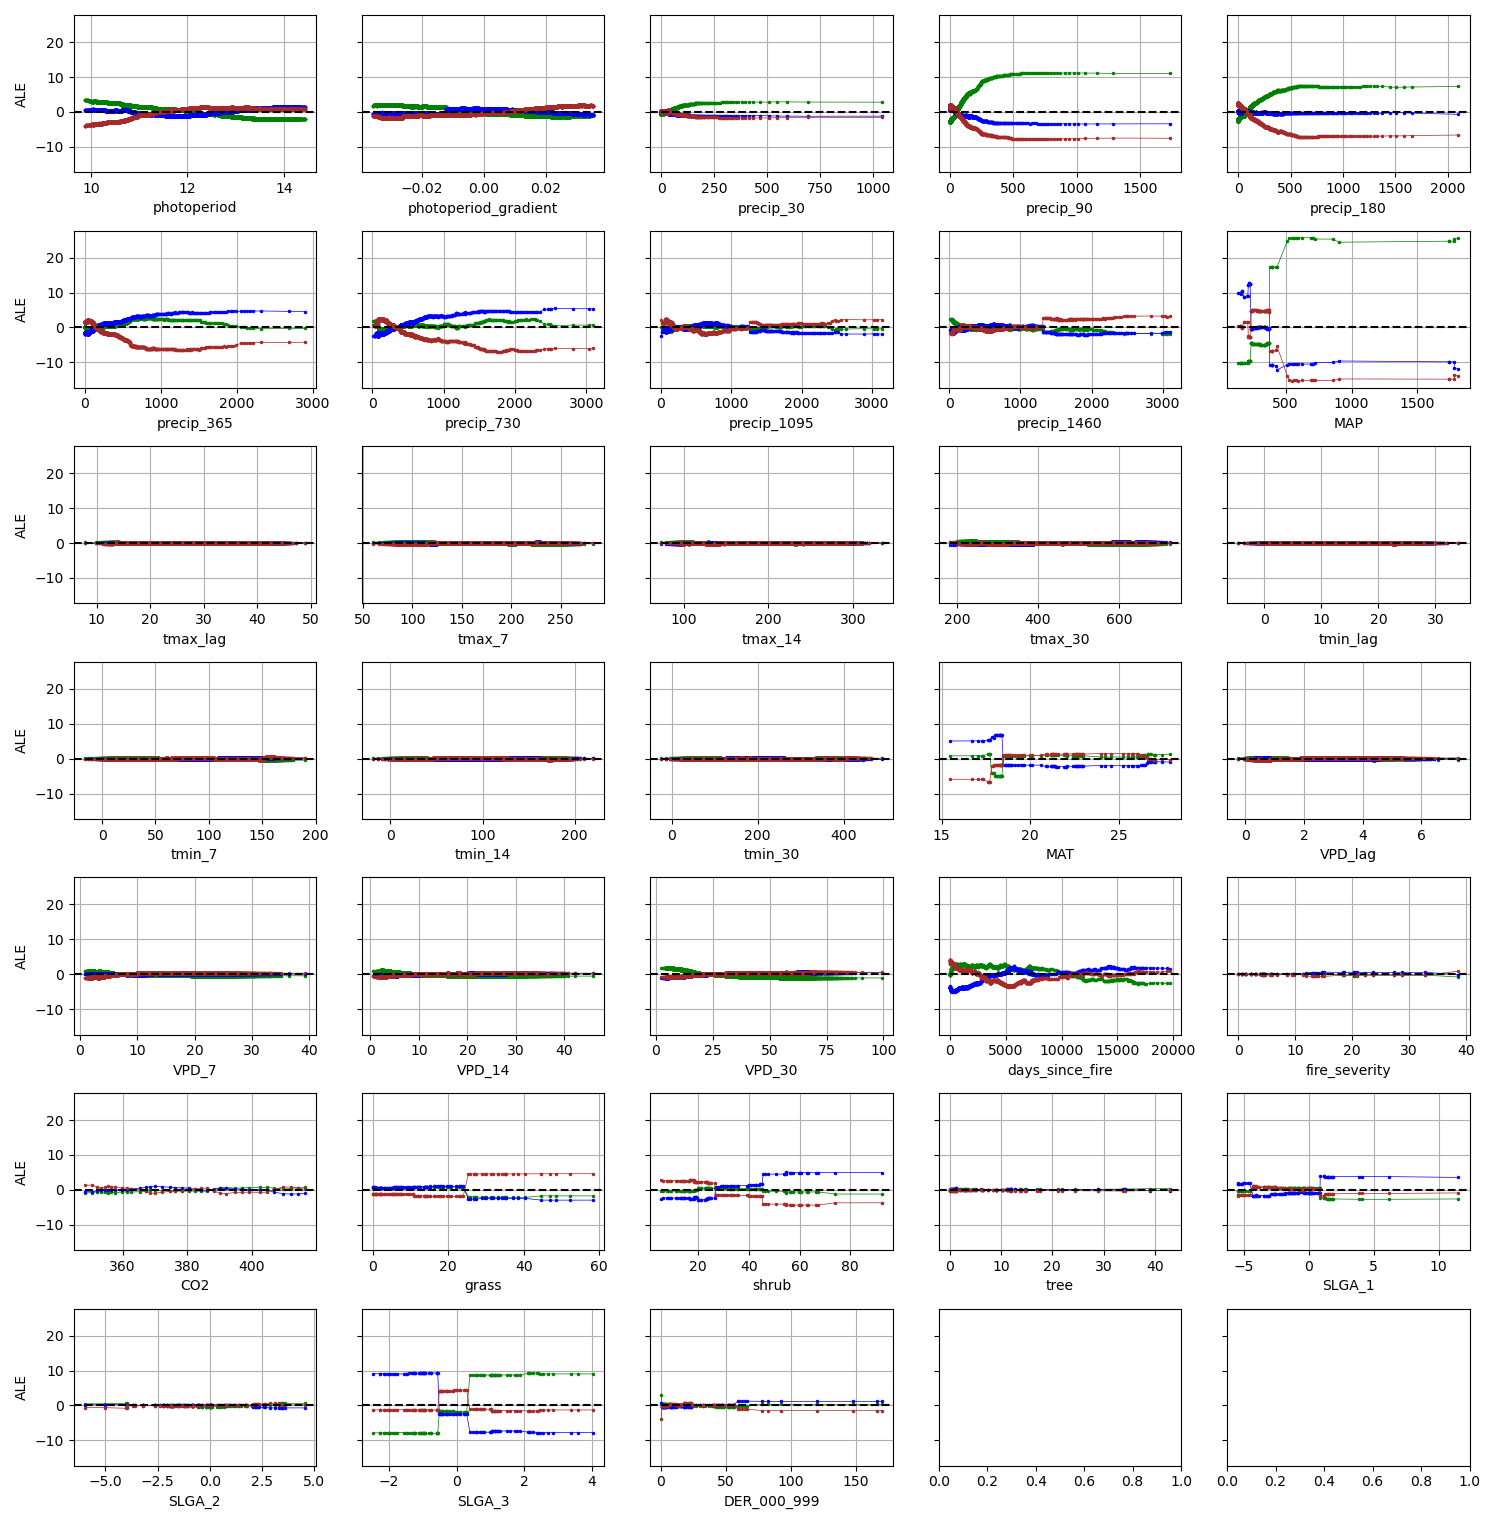 ALE
20
10
0
−10
10 12 14
photoperiod
−0.02 0.00 0.02
photoperiod_gradient
0 250 500 750 1000
precip_30
0 500 1000 1500
precip_90
0 500 1000 1500 2000
precip_180
ALE
20
10
0
−10
0 1000 2000 3000
precip_365
0 1000 2000 3000
precip_730
0 1000 2000 3000
precip_1095
0 1000 2000 3000
precip_1460
500 1000 1500
MAP
ALE
20
10
0
−10
10 20 30 40 50
tmax_lag
50 100 150 200 250
tmax_7
100 200 300
tmax_14
200 400 600
tmax_30
0 10 20 30
tmin_lag
ALE
20
10
0
−10
0 50 100 150 200
tmin_7
0 100 200
tmin_14
0 200 400
tmin_30
15 20 25
MAT
0 2 4 6
VPD_lag
ALE
20
10
0
−10
0 10 20 30 40
VPD_7
0 10 20 30 40
VPD_14
0 25 50 75 100
VPD_30
0 5000 10000 15000 20000
days_since_fire
0 10 20 30 40
fire_severity
ALE
20
10
0
−10
360 380 400
CO2
0 20 40 60
grass
20 40 60 80
shrub
0 10 20 30 40
tree
−5 0 5 10
SLGA_1
ALE
20
10
0
−10
−5.0 −2.5 0.0 2.5 5.0
SLGA_2
−2 0 2 4
SLGA_3
0 50 100 150
DER_000_999
0.0 0.2 0.4 0.6 0.8 1.0
0.0 0.2 0.4 0.6 0.8 1.0